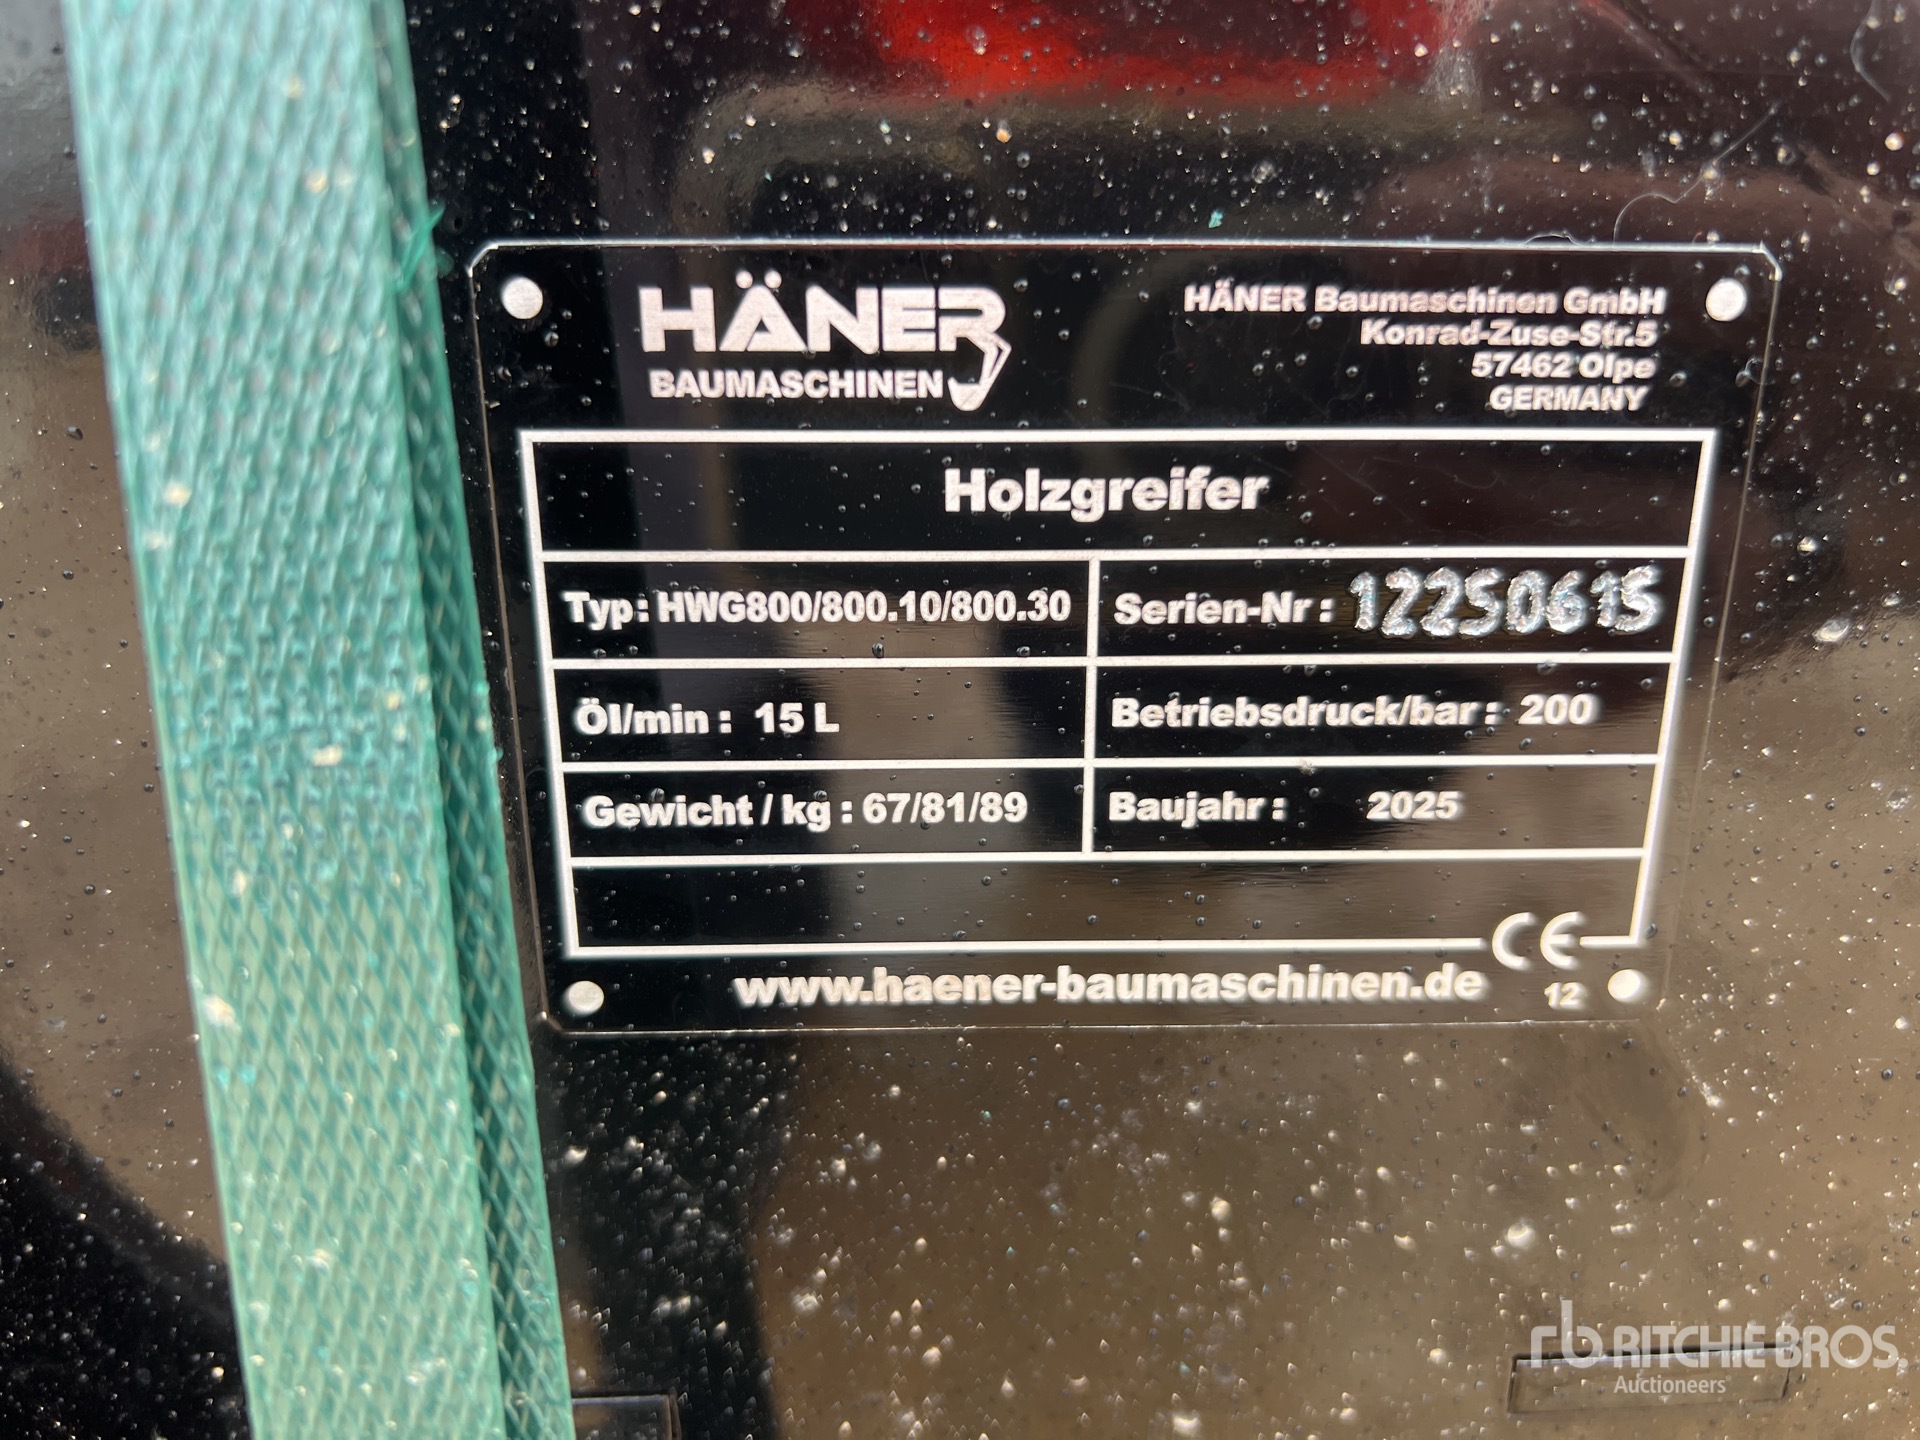 HÄNER
BAUMASCHINEN
HÄNER Baumaschinen GmbH
Konrad-Zuse-Str.5
57462 Olpe
GERMANY
Holzgreifer
Typ: HWG800/800.10/800.30
Serien-Nr: 12250615
Öl/min: 15 L
Betriebsdruck/bar: 200
Gewicht / kg: 67/81/89
Baujahr: 2025
CE
www.haener-baumaschinen.de
12
rb RITCHIE BROS.
Auctioneers